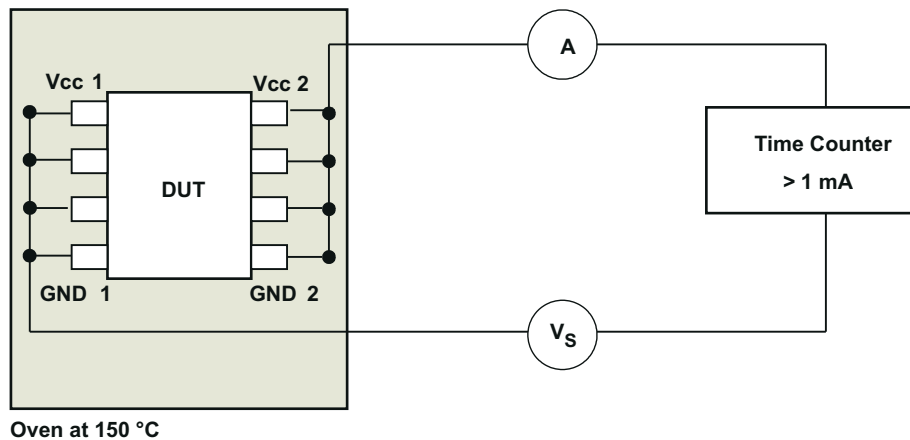 A
Vcc 1
Vcc 2
Time Counter
> 1 mA
DUT
GND 1
GND 2
VS
Oven at 150 °C